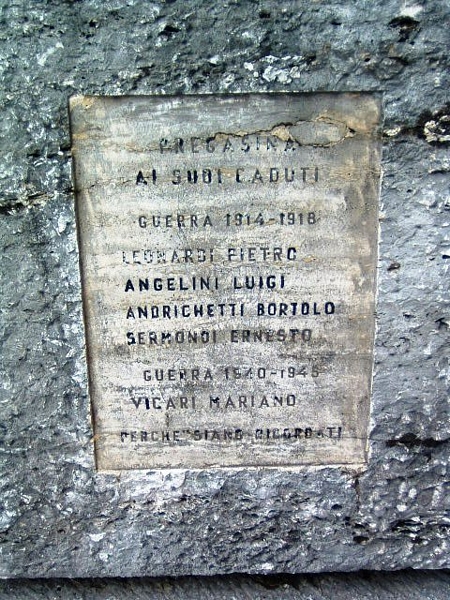 PREGASINA
AI SUOI CADUTI
GUERRA 1914-1918
LEONARDI PIETRO
ANGELINI LUIGI
ANDRICHETTI BORTOLO
SERMONDI ERNESTO
GUERRA 1940-1945
VICARI MARIANO
PERCHE' SIANO RICORDATI